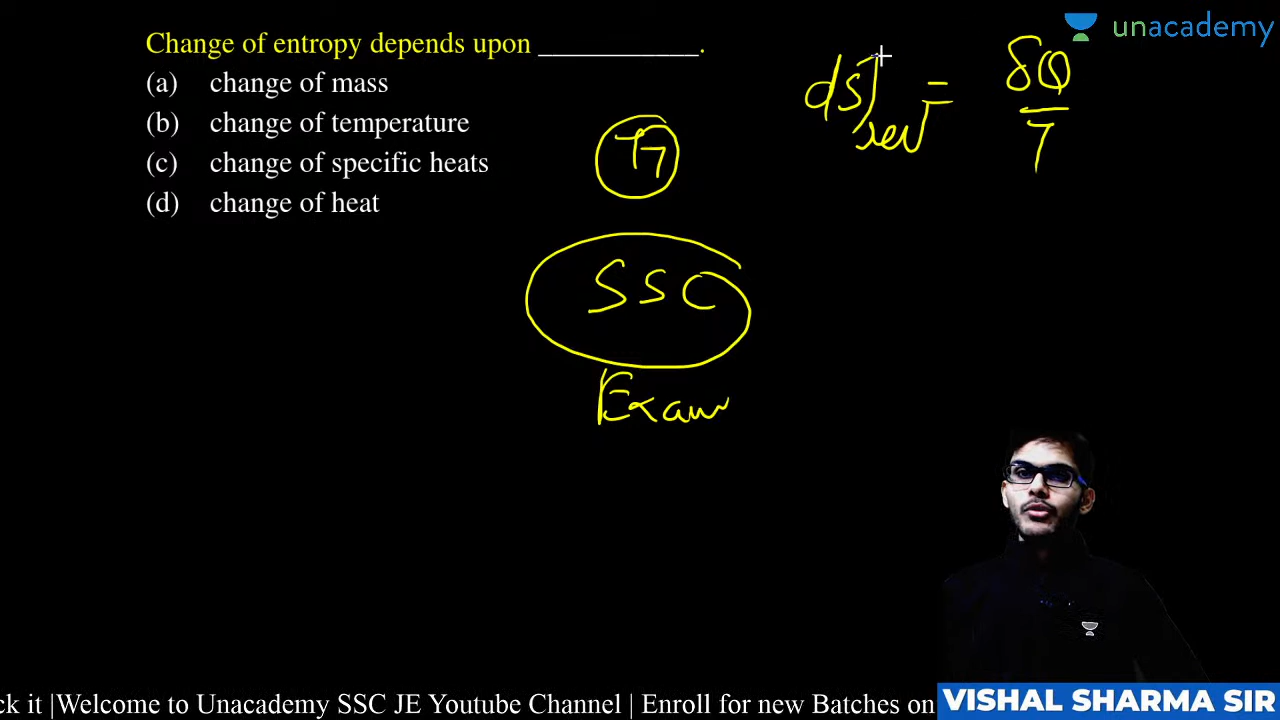 unacademy
Change of entropy depends upon ____________.
(a) change of mass
(b) change of temperature
(c) change of specific heats
(d) change of heat
dS)rev = δQ/T
SSC
Exam
ck it |Welcome to Unacademy SSC JE Youtube Channel | Enroll for new Batches on
VISHAL SHARMA SIR